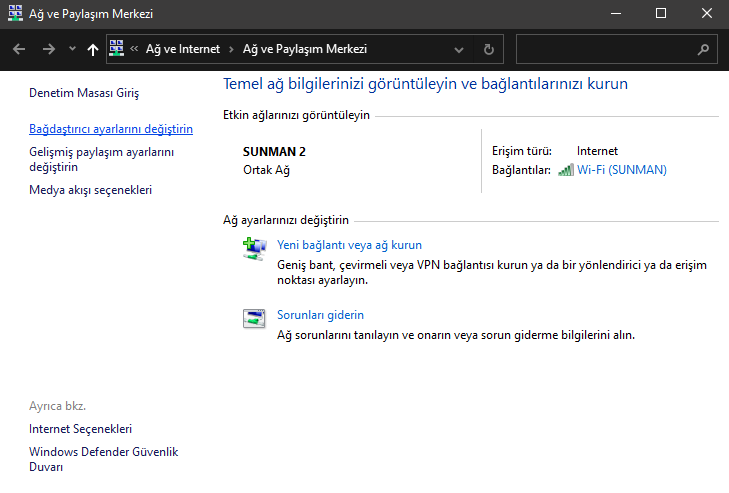 Ağ ve Paylaşım Merkezi
Ağ ve Internet
Ağ ve Paylaşım Merkezi
Denetim Masası Giriş
Bağdaştırıcı ayarlarını değiştirin
Gelişmiş paylaşım ayarlarını
değiştirin
Medya akışı seçenekleri
Temel ağ bilgilerinizi görüntüleyin ve bağlantılarınızı kurun
Etkin ağlarınızı görüntüleyin
SUNMAN 2
Ortak Ağ
Erişim türü: Internet
Bağlantılar: Wi-Fi (SUNMAN)
Ağ ayarlarınızı değiştirin
Yeni bağlantı veya ağ kurun
Geniş bant, çevirmeli veya VPN bağlantısı kurun ya da bir yönlendirici ya da erişim
noktası ayarlayın.
Sorunları giderin
Ağ sorunlarını tanılayın ve onarın veya sorun giderme bilgilerini alın.
Ayrıca bkz.
Internet Seçenekleri
Windows Defender Güvenlik
Duvarı